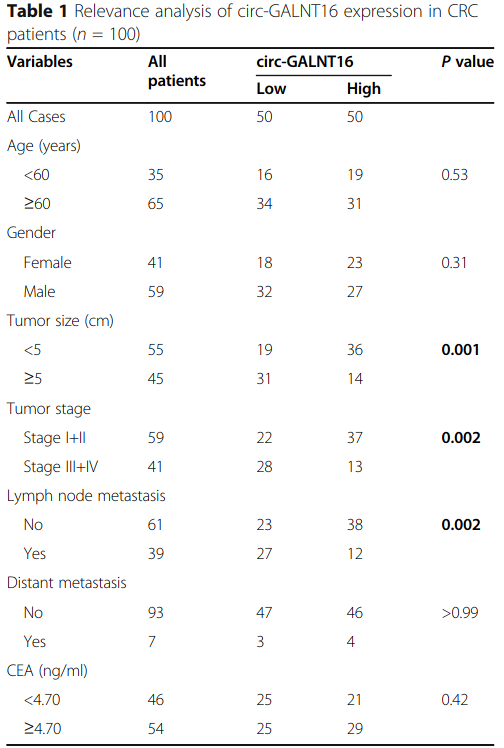 Table 1 Relevance analysis of circ-GALNT16 expression in CRC
patients (n = 100)
Variables All patients circ-GALNT16 P value
Low High
All Cases 100 50 50
Age (years)
<60 35 16 19 0.53
≥60 65 34 31
Gender
Female 41 18 23 0.31
Male 59 32 27
Tumor size (cm)
<5 55 19 36 0.001
≥5 45 31 14
Tumor stage
Stage I+II 59 22 37 0.002
Stage III+IV 41 28 13
Lymph node metastasis
No 61 23 38 0.002
Yes 39 27 12
Distant metastasis
No 93 47 46 >0.99
Yes 7 3 4
CEA (ng/ml)
<4.70 46 25 21 0.42
≥4.70 54 25 29